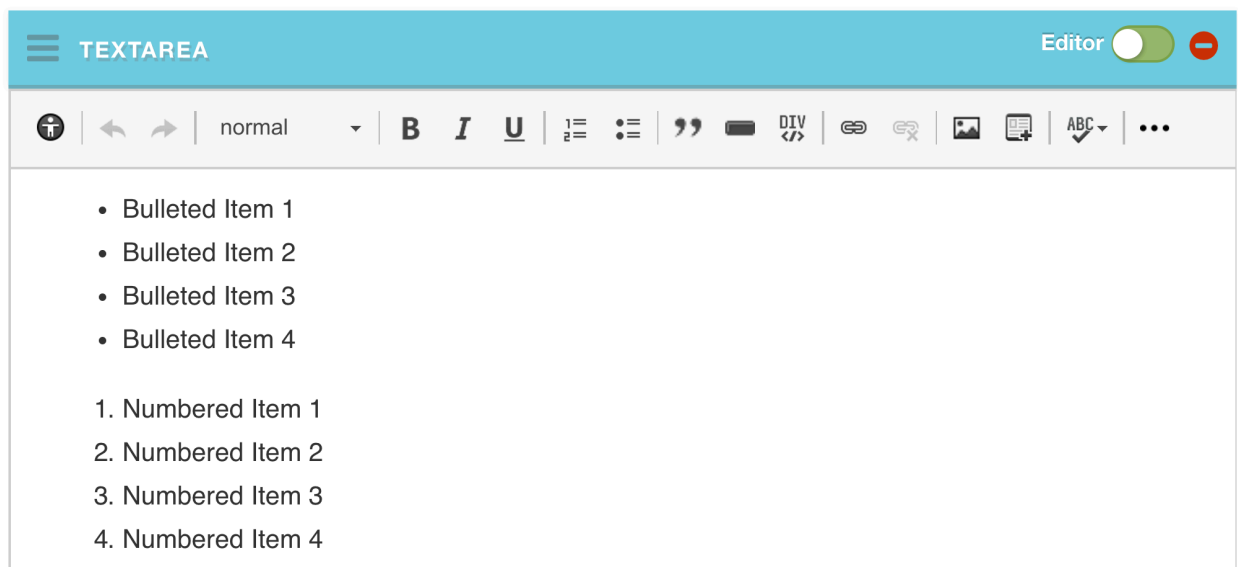 TEXTAREA
Editor
normal B I U DIV ABC
• Bulleted Item 1
• Bulleted Item 2
• Bulleted Item 3
• Bulleted Item 4
1. Numbered Item 1
2. Numbered Item 2
3. Numbered Item 3
4. Numbered Item 4